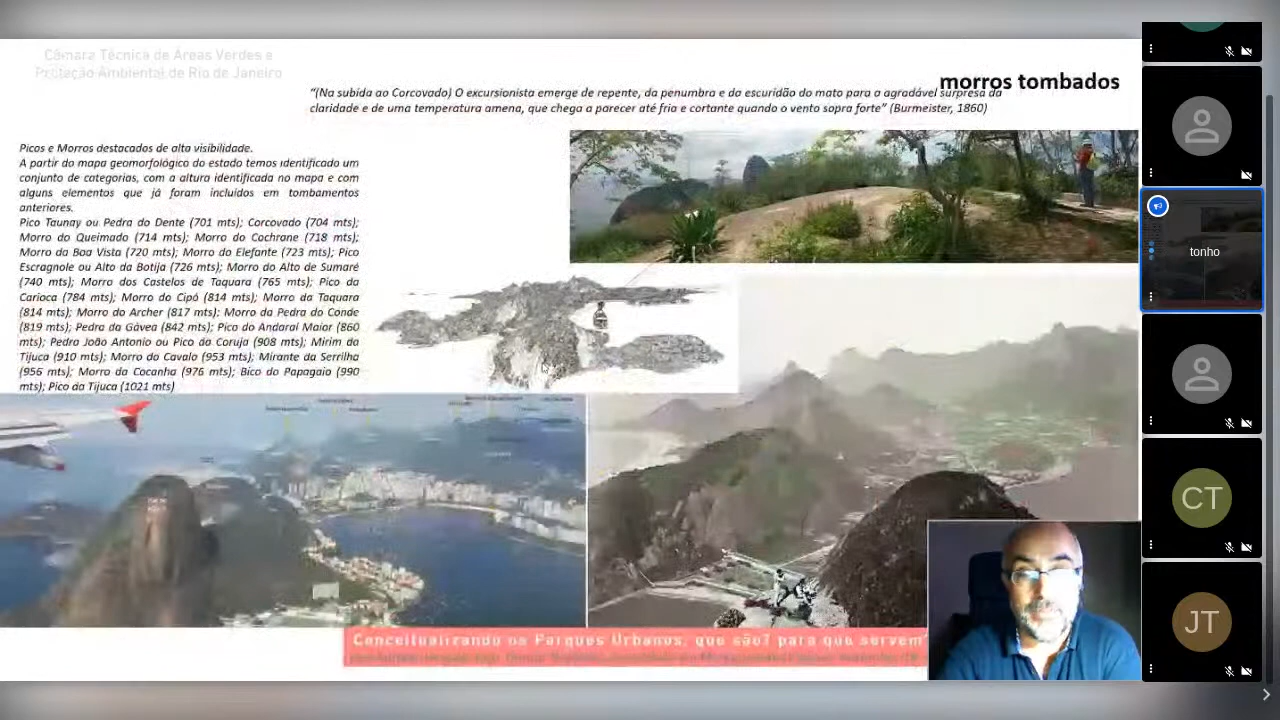 Câmara Técnica de Áreas Verdes e
Proteção Ambiental de Rio de Janeiro
morros tombados
“(Na subida ao Corcovado) O excursionista emerge de repente, da penumbra e da escuridão do mato para a agradável surpresa da
claridade e de uma temperatura amena, que chega a parecer até fria e cortante quando o vento sopra forte” (Burmeister, 1860)
Picos e Morros destacados de alta visibilidade.
A partir do mapa geomorfológico do estado temos identificado um
conjunto de categorias, com a altura identificada no mapa e com
alguns elementos que já foram incluídos em tombamentos
anteriores.
Pico Taunay ou Pedra do Dente (701 mts); Corcovado (704 mts);
Morro do Queimado (714 mts); Morro do Cochrane (718 mts);
Morro da Boa Vista (720 mts); Morro do Elefante (723 mts); Pico
Escragnole ou Alto da Botija (726 mts); Morro do Alto de Sumaré
(740 mts); Morro dos Castelos de Taquara (765 mts); Pico da
Carioca (784 mts); Morro do Cipó (814 mts); Morro da Taquara
(814 mts); Morro do Archer (817 mts); Morro da Pedra do Conde
(819 mts); Pedra da Gávea (842 mts); Pico do Andaraí Maior (860
mts); Pedra João Antonio ou Pico da Coruja (908 mts); Mirim da
Tijuca (910 mts); Morro do Cavalo (953 mts); Mirante da Serrilha
(956 mts); Morro da Cocanha (976 mts); Bico do Papagaio (990
mts); Pico da Tijuca (1021 mts)
Conceitualizando os Parques Urbanos, que são? para que servem?
tonho
CT
JT